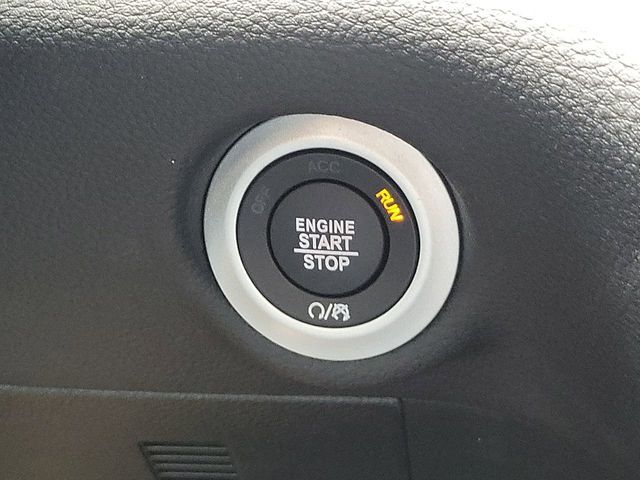 ACC
OFF
RUN
ENGINE
START
STOP